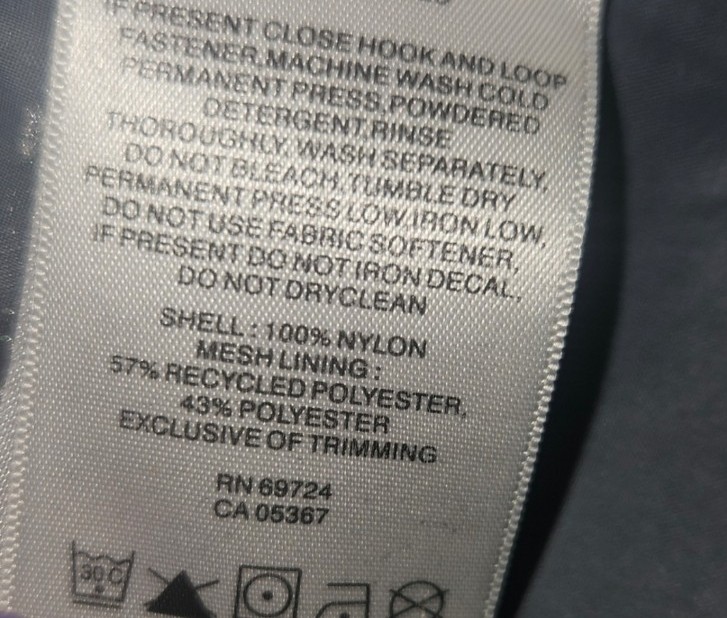 IF PRESENT CLOSE HOOK AND LOOP
FASTENER, MACHINE WASH COLD
PERMANENT PRESS, POWDERED
DETERGENT, RINSE
THOROUGHLY, WASH SEPARATELY,
DO NOT BLEACH, TUMBLE DRY
PERMANENT PRESS LOW, IRON LOW,
DO NOT USE FABRIC SOFTENER,
IF PRESENT DO NOT IRON DECAL,
DO NOT DRYCLEAN
SHELL : 100% NYLON
MESH LINING :
57% RECYCLED POLYESTER,
43% POLYESTER
EXCLUSIVE OF TRIMMING
RN 69724
CA 05367
30 C